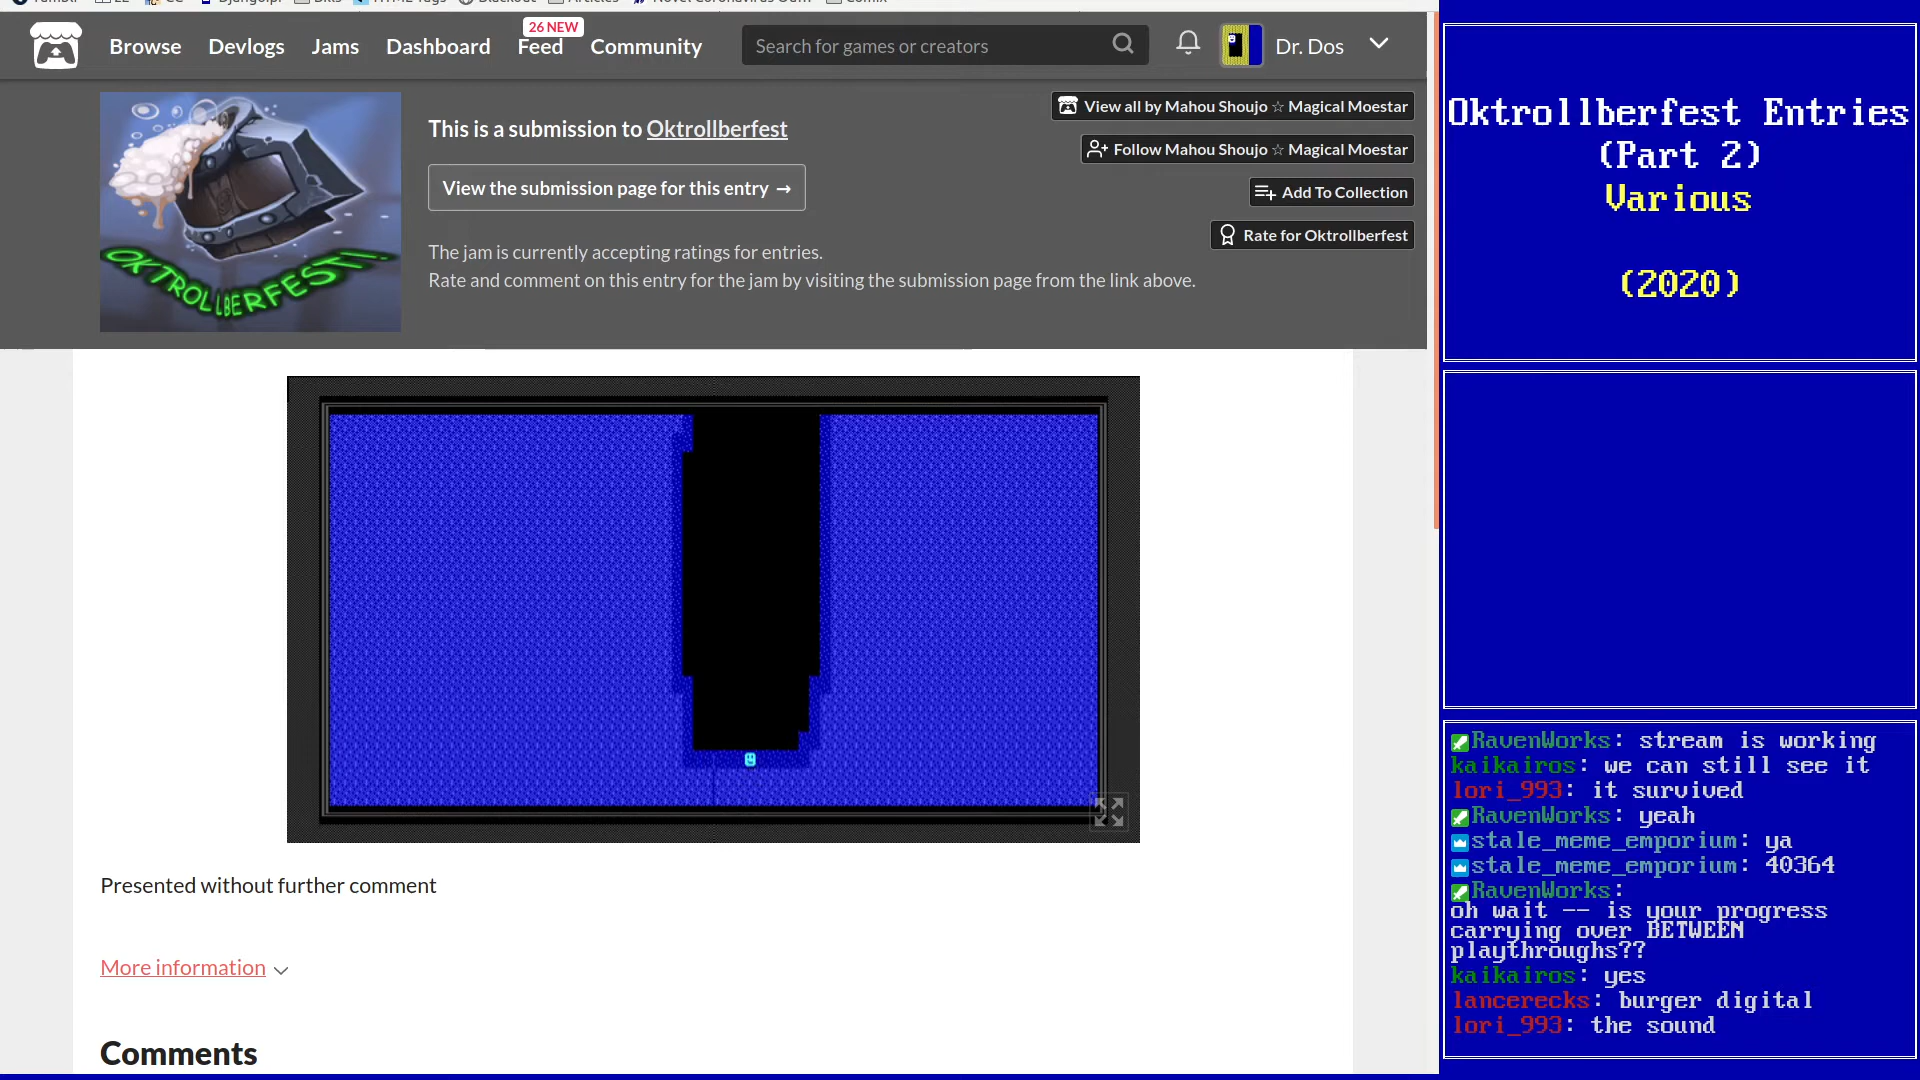 Browse
Devlogs
Jams
Dashboard
26 NEW
Feed
Community
Search for games or creators
Dr. Dos
OKTROLLBERFEST!
This is a submission to Oktrollberfest
View the submission page for this entry →
The jam is currently accepting ratings for entries.
Rate and comment on this entry for the jam by visiting the submission page from the link above.
View all by Mahou Shoujo ☆ Magical Moestar
Follow Mahou Shoujo ☆ Magical Moestar
Add To Collection
Rate for Oktrollberfest
Presented without further comment
More information
Comments
Oktrollberfest Entries
(Part 2)
Various
(2020)
RavenWorks: stream is working
kaikairos: we can still see it
lori_993: it survived
RavenWorks: yeah
stale_meme_emporium: ya
stale_meme_emporium: 40364
RavenWorks:
oh wait -- is your progress
carrying over BETWEEN
playthroughs??
kaikairos: yes
lancerecks: burger digital
lori_993: the sound